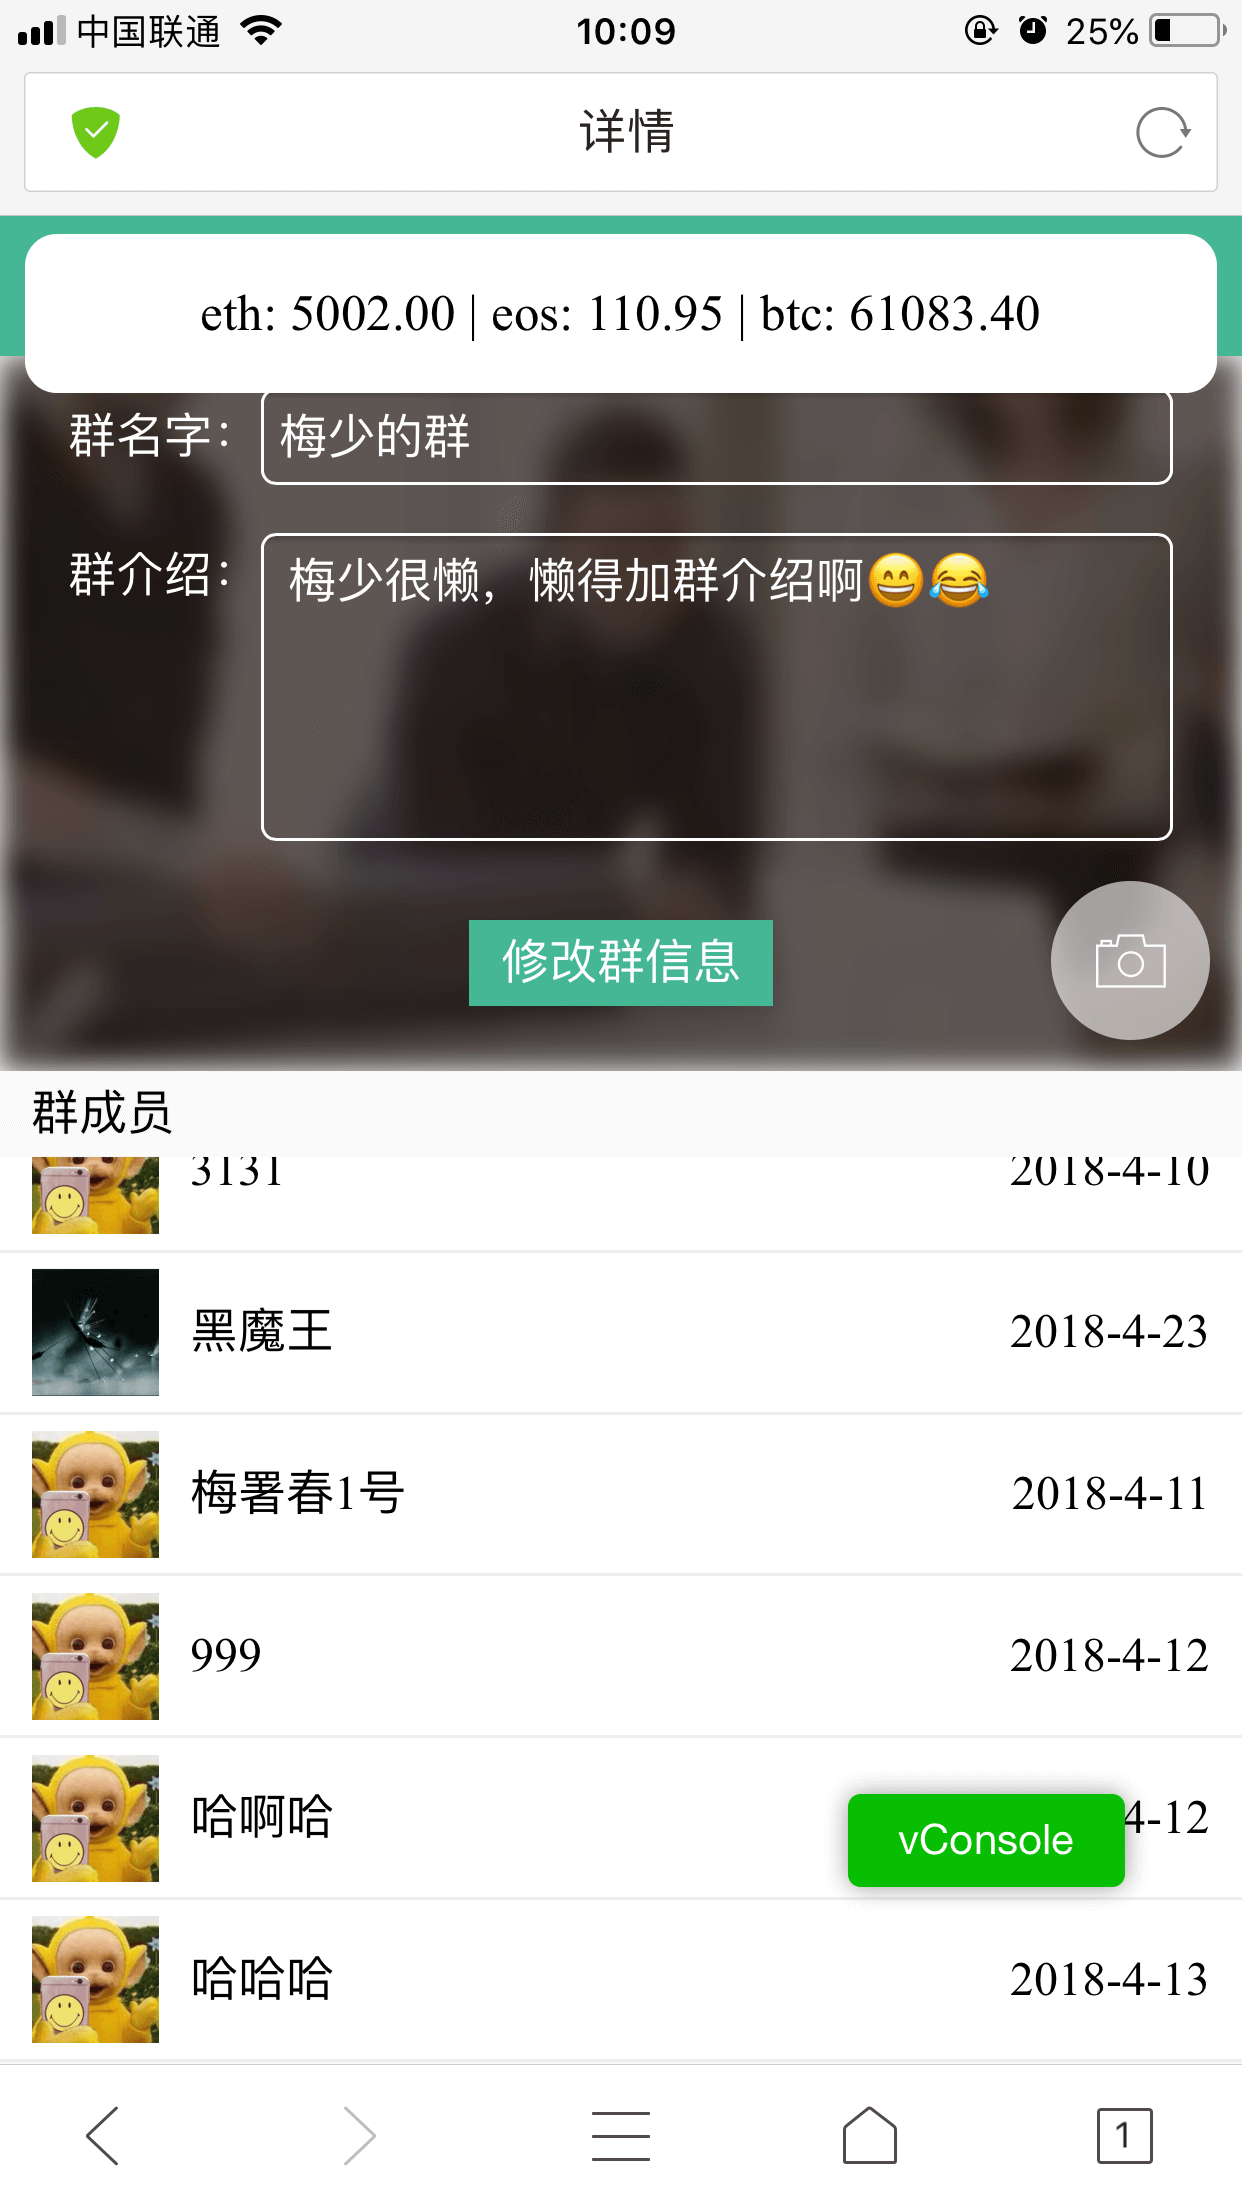 中国联通 10:09 25%
详情
eth: 5002.00 | eos: 110.95 | btc: 61083.40
群名字： 梅少的群
群介绍： 梅少很懒，懒得加群介绍啊😄😂
修改群信息
群成员
3131 2018-4-10
黑魔王 2018-4-23
梅署春1号 2018-4-11
999 2018-4-12
哈啊哈 4-12
vConsole
哈哈哈 2018-4-13
1